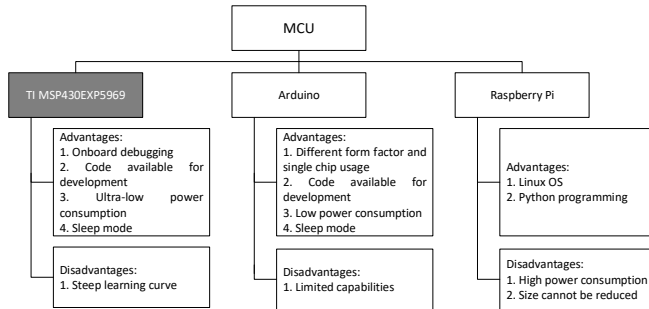 MCU
TI MSP430EXP5969
Arduino
Raspberry Pi
Advantages:
1. Onboard debugging
2. Code available for
development
3. Ultra-low power
consumption
4. Sleep mode
Advantages:
1. Different form factor and
single chip usage
2. Code available for
development
3. Low power consumption
4. Sleep mode
Advantages:
1. Linux OS
2. Python programming
Disadvantages:
1. Steep learning curve
Disadvantages:
1. Limited capabilities
Disadvantages:
1. High power consumption
2. Size cannot be reduced